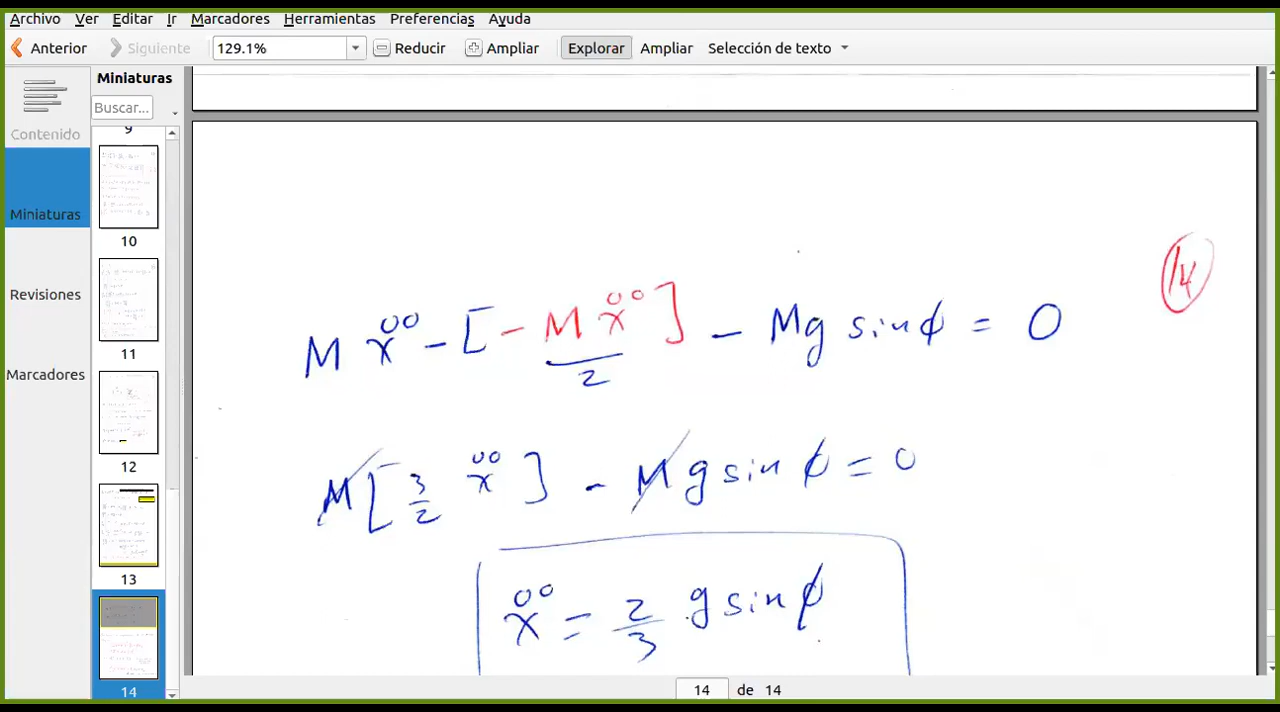 Archivo Ver Editar Ir Marcadores Herramientas Preferencias Ayuda
Anterior Siguiente 129.1% Reducir Ampliar Explorar Ampliar Selección de texto
Miniaturas
Buscar...
Contenido
Miniaturas
Revisiones
Marcadores
9
10
11
12
13
14
14
M ẍ - [ - M ẍ / 2 ] - Mg sin ϕ = 0
M [ 3/2 ẍ ] - M g sin ϕ = 0
ẍ = 2/3 g sin ϕ
14 de 14